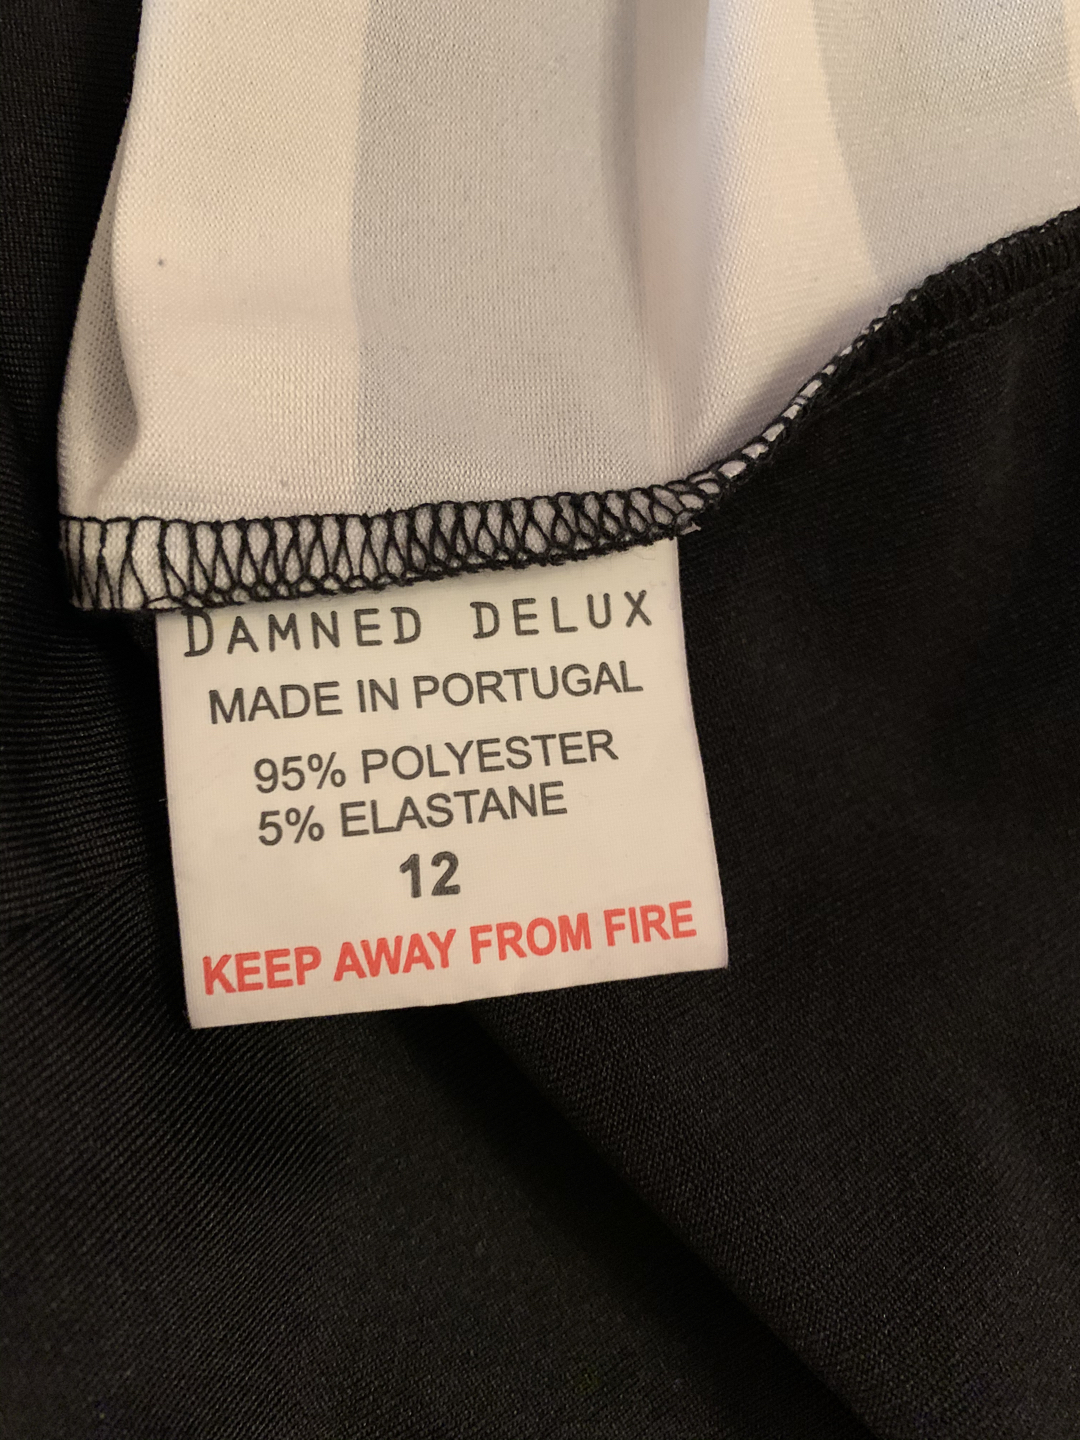 DAMNED DELUX
MADE IN PORTUGAL
95% POLYESTER
5% ELASTANE
12
KEEP AWAY FROM FIRE